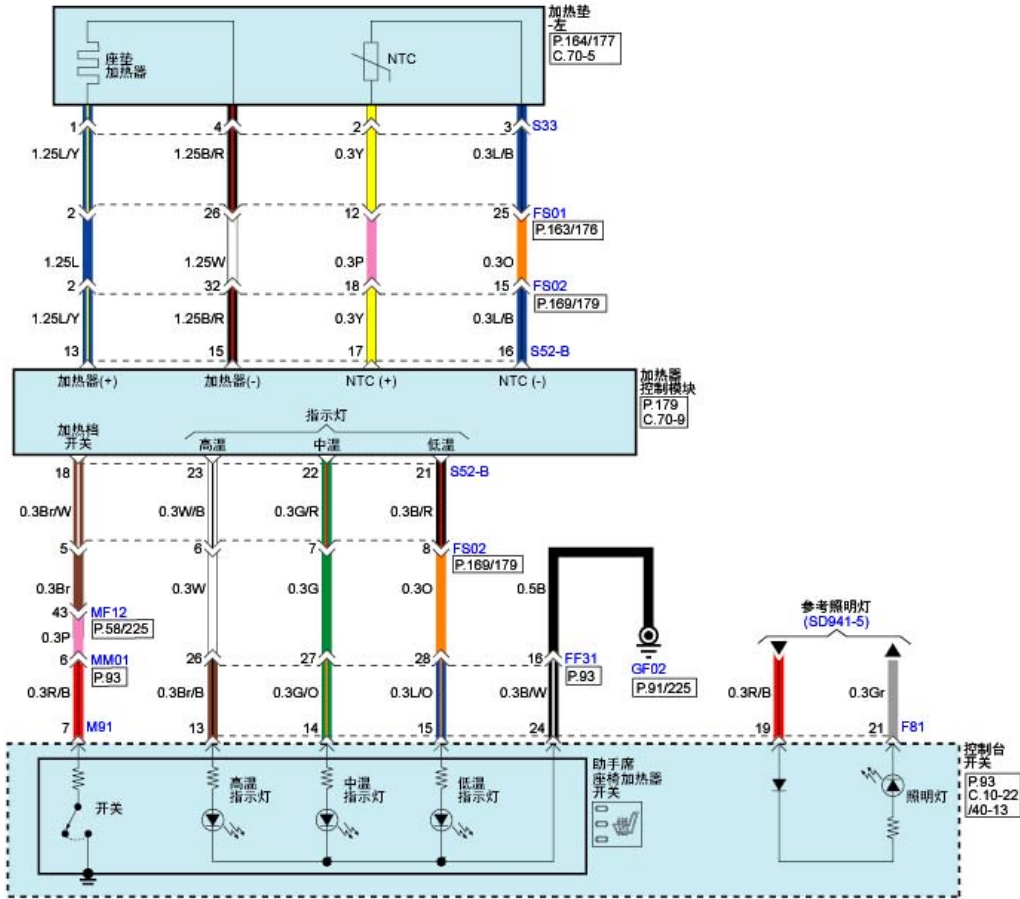 加热垫
-左
P.164/177
C.70-5
座垫
加热器
NTC
1 4 2 3 S33
1.25L/Y 1.25B/R 0.3Y 0.3L/B
2 26 12 25 FS01
P.163/176
1.25L 1.25W 0.3P 0.3O
2 32 18 15 FS02
P.169/179
1.25L/Y 1.25B/R 0.3Y 0.3L/B
13 15 17 16 S52-B
加热器(+) 加热器(-) NTC (+) NTC (-)
加热器
控制模块
P.179
C.70-9
指示灯
加热档
开关
高温 中温 低温
18 23 22 21 S52-B
0.3Br/W 0.3W/B 0.3G/R 0.3B/R
5 6 7 8 FS02
P.169/179
0.3Br 0.3W 0.3G 0.3O 0.5B
43 MF12
P.58/225
0.3P
参考照明灯
(SD941-5)
6 MM01
P.93
26 27 28 16 FF31
P.93
GF02
P.91/225
0.3R/B 0.3Br/B 0.3G/O 0.3L/O 0.3B/W 0.3R/B 0.3Gr
7 M91 13 14 15 24 19 21 F81
控制台
开关
P.93
C.10-22
/40-13
助手席
座椅加热器
开关
开关
高温
指示灯
中温
指示灯
低温
指示灯
照明灯